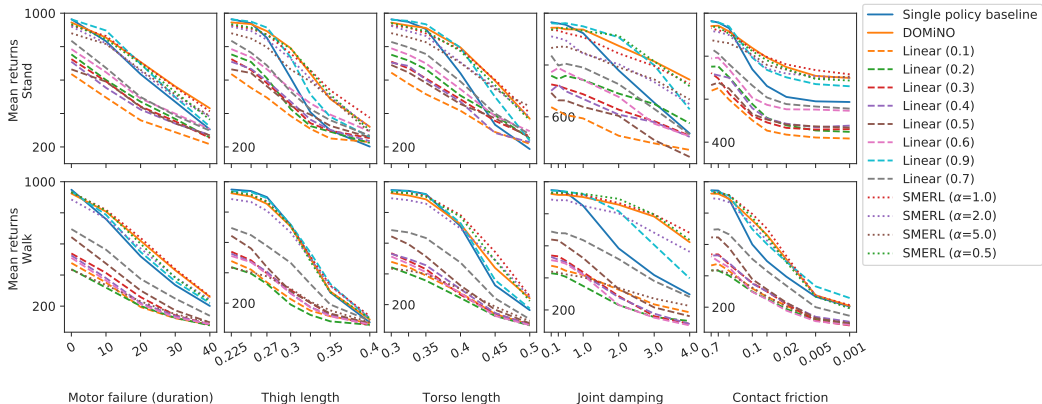 1000
200
Mean returns
Stand
200
200
600
400
1000
200
Mean returns
Walk
200
200
200
200
0
10
20
30
40
0.225
0.27
0.3
0.35
0.4
0.3
0.35
0.4
0.45
0.5
0.1
1.0
2.0
3.0
4.0
0.7
0.1
0.02
0.005
0.001
Motor failure (duration)
Thigh length
Torso length
Joint damping
Contact friction
Single policy baseline
DOMiNO
Linear (0.1)
Linear (0.2)
Linear (0.3)
Linear (0.4)
Linear (0.5)
Linear (0.6)
Linear (0.9)
Linear (0.7)
SMERL (α=1.0)
SMERL (α=2.0)
SMERL (α=5.0)
SMERL (α=0.5)